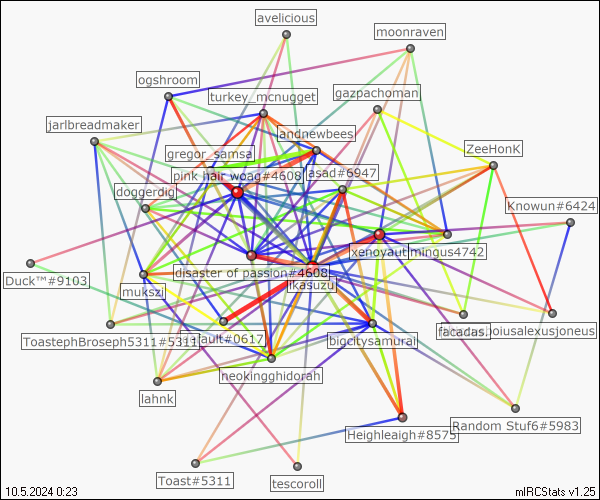 avelicious
moonraven
ogshroom
gazpachoman
turkey_mcnugget
jarlbreadmaker
landnewbees
ZeeHonK
gregor_samsa
pink hair woag#4608
asad#6947
doggerdig
Knowun#6424
xenoyaut
mingus4742
disaster of passion#4608
Duck™#9103
ikasuzu
mukszi
facadas.
oiusalexusjoneus
ToastephBroseph5311#5311
ault#0617
bigcitysamurai
neokingghidorah
lahnk
Random Stuf6#5983
Heighleaigh#8575
Toast#5311
tescoroll
10.5.2024 0:23
mIRCStats v1.25